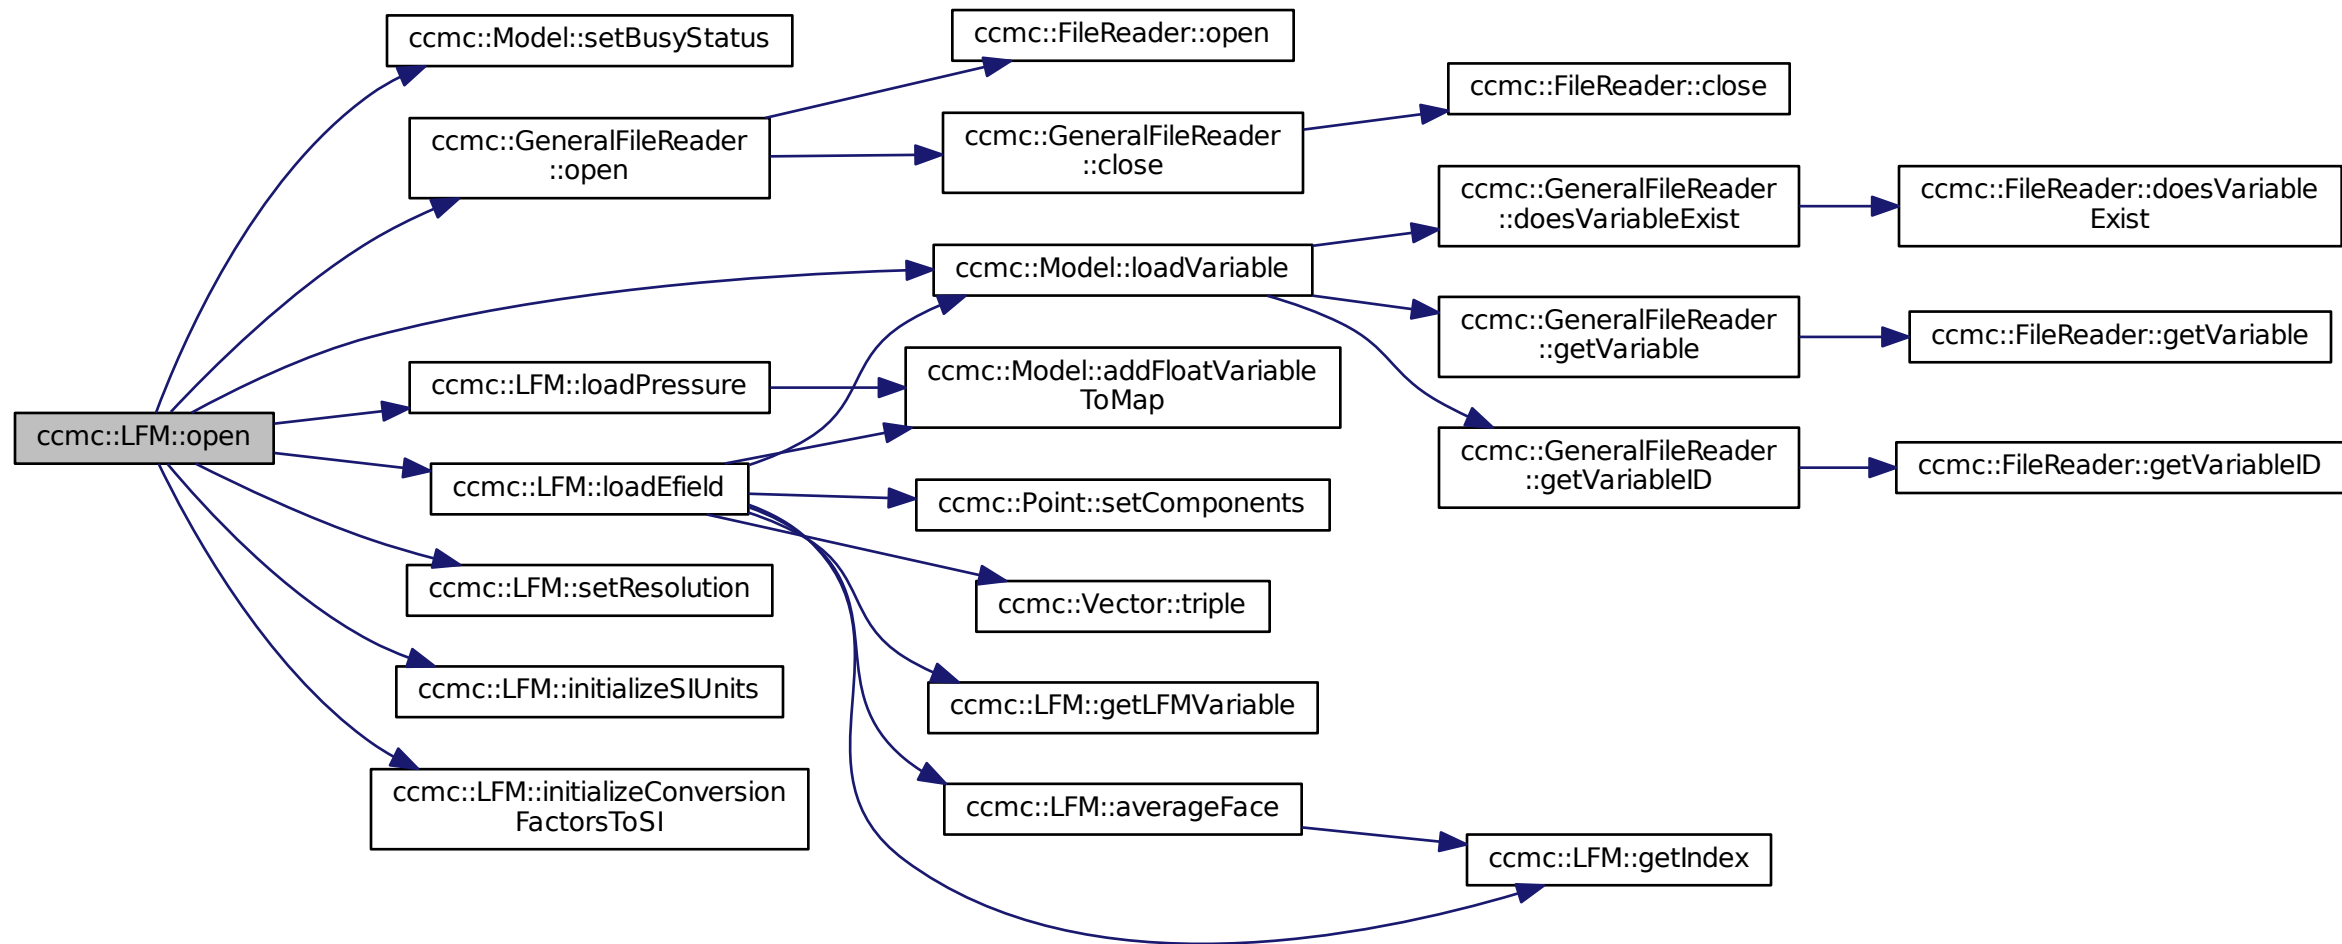 ccmc::LFM::open
ccmc::Model::setBusyStatus
ccmc::GeneralFileReader
::open
ccmc::LFM::loadPressure
ccmc::LFM::loadEfield
ccmc::LFM::setResolution
ccmc::LFM::initializeSIUnits
ccmc::LFM::initializeConversion
FactorsToSI
ccmc::FileReader::open
ccmc::GeneralFileReader
::close
ccmc::Model::loadVariable
ccmc::Model::addFloatVariable
ToMap
ccmc::Point::setComponents
ccmc::Vector::triple
ccmc::LFM::getLFMVariable
ccmc::LFM::averageFace
ccmc::FileReader::close
ccmc::GeneralFileReader
::doesVariableExist
ccmc::GeneralFileReader
::getVariable
ccmc::GeneralFileReader
::getVariableID
ccmc::LFM::getIndex
ccmc::FileReader::doesVariable
Exist
ccmc::FileReader::getVariable
ccmc::FileReader::getVariableID